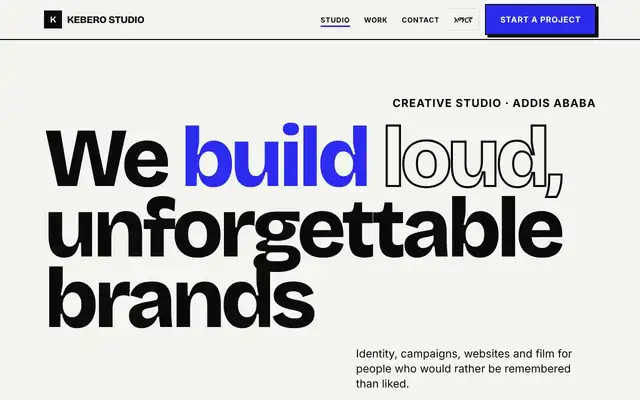 K KEBERO STUDIO
STUDIO WORK CONTACT አማርኛ START A PROJECT
CREATIVE STUDIO · ADDIS ABABA
We build loud,
unforgettable
brands
Identity, campaigns, websites and film for
people who would rather be remembered
than liked.